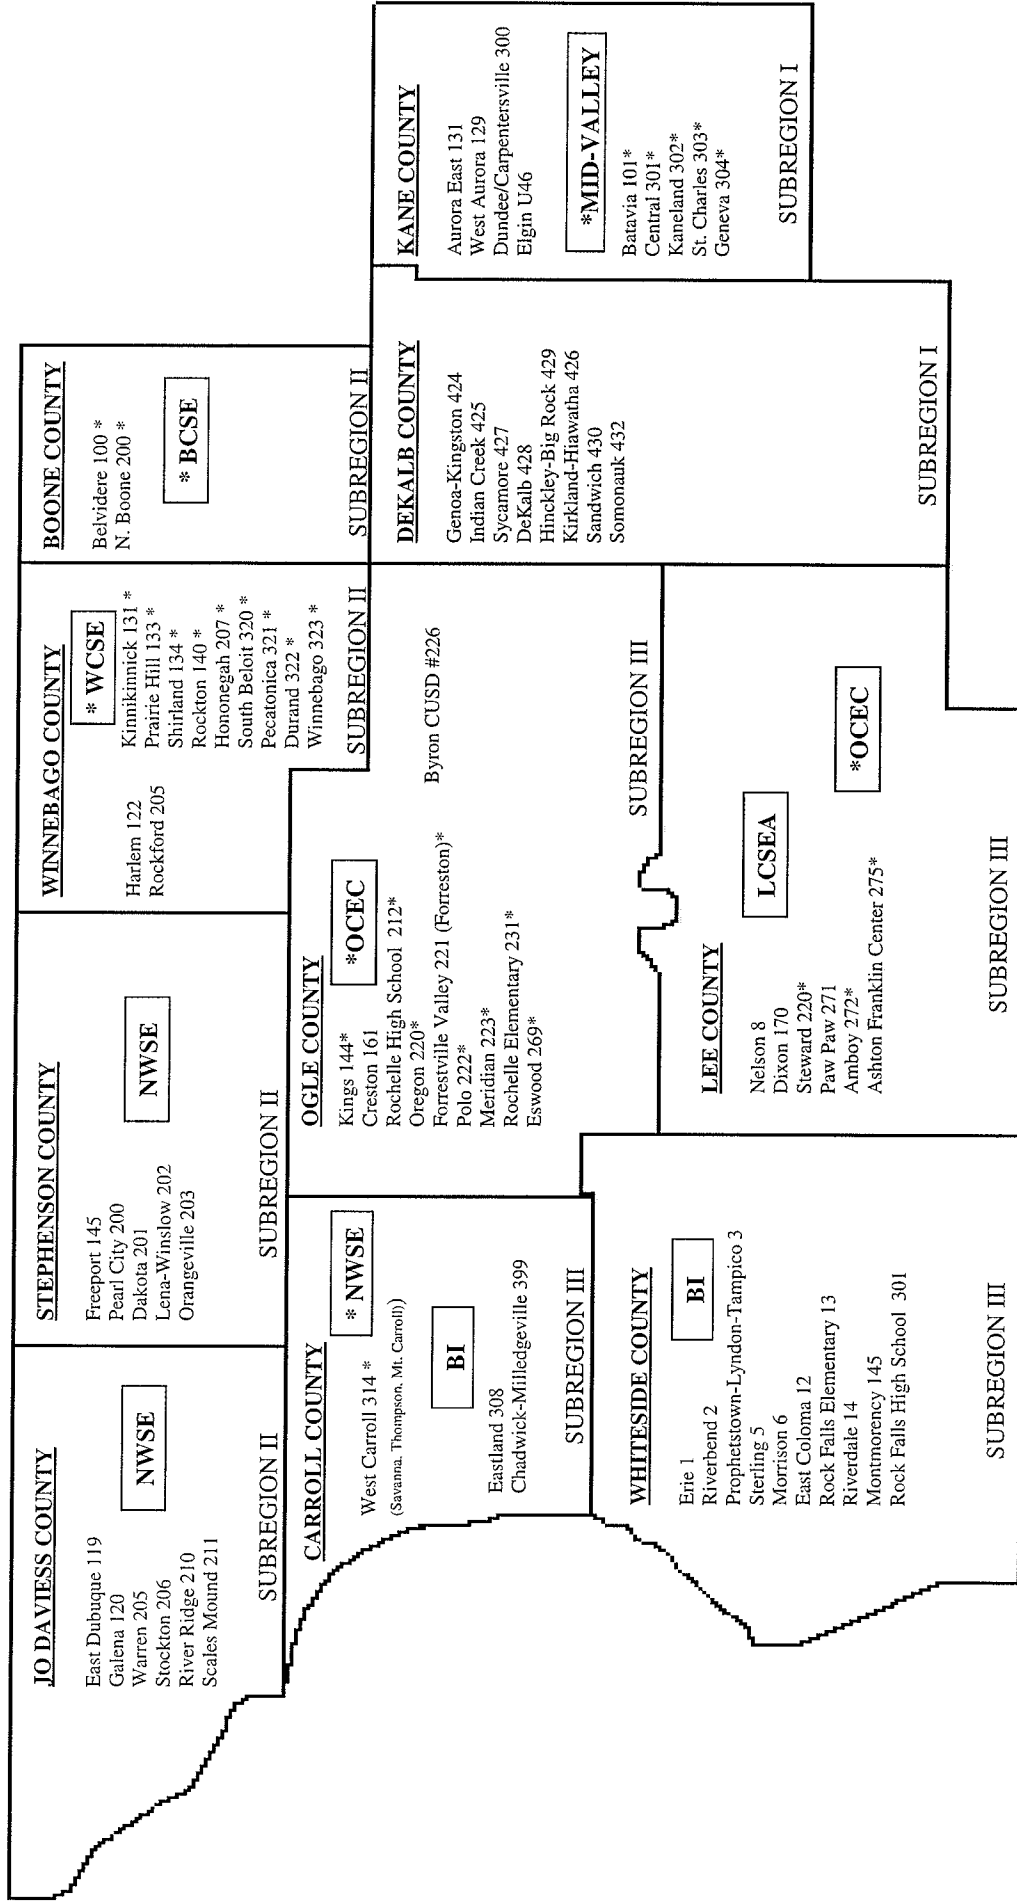 JO DAVIESS COUNTY
East Dubuque 119
Galena 120
Warren 205
Stockton 206
River Ridge 210
Scales Mound 211
NWSE
SUBREGION II
STEPHENSON COUNTY
Freeport 145
Pearl City 200
Dakota 201
Lena-Winslow 202
Orangeville 203
NWSE
SUBREGION II
WINNEBAGO COUNTY
* WCSE
Harlem 122
Rockford 205
Kinnikinnick 131 *
Prairie Hill 133 *
Shirland 134 *
Rockton 140 *
Hononegah 207 *
South Beloit 320 *
Pecatonica 321 *
Durand 322 *
Winnebago 323 *
SUBREGION II
BOONE COUNTY
Belvidere 100 *
N. Boone 200 *
* BCSE
SUBREGION II
CARROLL COUNTY
* NWSE
West Carroll 314 *
(Savanna, Thompson, Mt. Carroll))
BI
Eastland 308
Chadwick-Milledgeville 399
SUBREGION III
OGLE COUNTY
*OCEC
Kings 144*
Creston 161
Rochelle High School 212*
Oregon 220*
Forrestville Valley 221 (Forreston)*
Polo 222*
Meridian 223*
Rochelle Elementary 231*
Eswood 269*
Byron CUSD #226
SUBREGION III
DEKALB COUNTY
Genoa-Kingston 424
Indian Creek 425
Sycamore 427
DeKalb 428
Hinckley-Big Rock 429
Kirkland-Hiawatha 426
Sandwich 430
Somonauk 432
SUBREGION I
KANE COUNTY
Aurora East 131
West Aurora 129
Dundee/Carpentersville 300
Elgin U46
*MID-VALLEY
Batavia 101*
Central 301*
Kaneland 302*
St. Charles 303*
Geneva 304*
SUBREGION I
WHITESIDE COUNTY
BI
Erie 1
Riverbend 2
Prophetstown-Lyndon-Tampico 3
Sterling 5
Morrison 6
East Coloma 12
Rock Falls Elementary 13
Riverdale 14
Montmorency 145
Rock Falls High School 301
SUBREGION III
LEE COUNTY
LCSEA
Nelson 8
Dixon 170
Steward 220*
Paw Paw 271
Amboy 272*
Ashton Franklin Center 275*
*OCEC
SUBREGION III